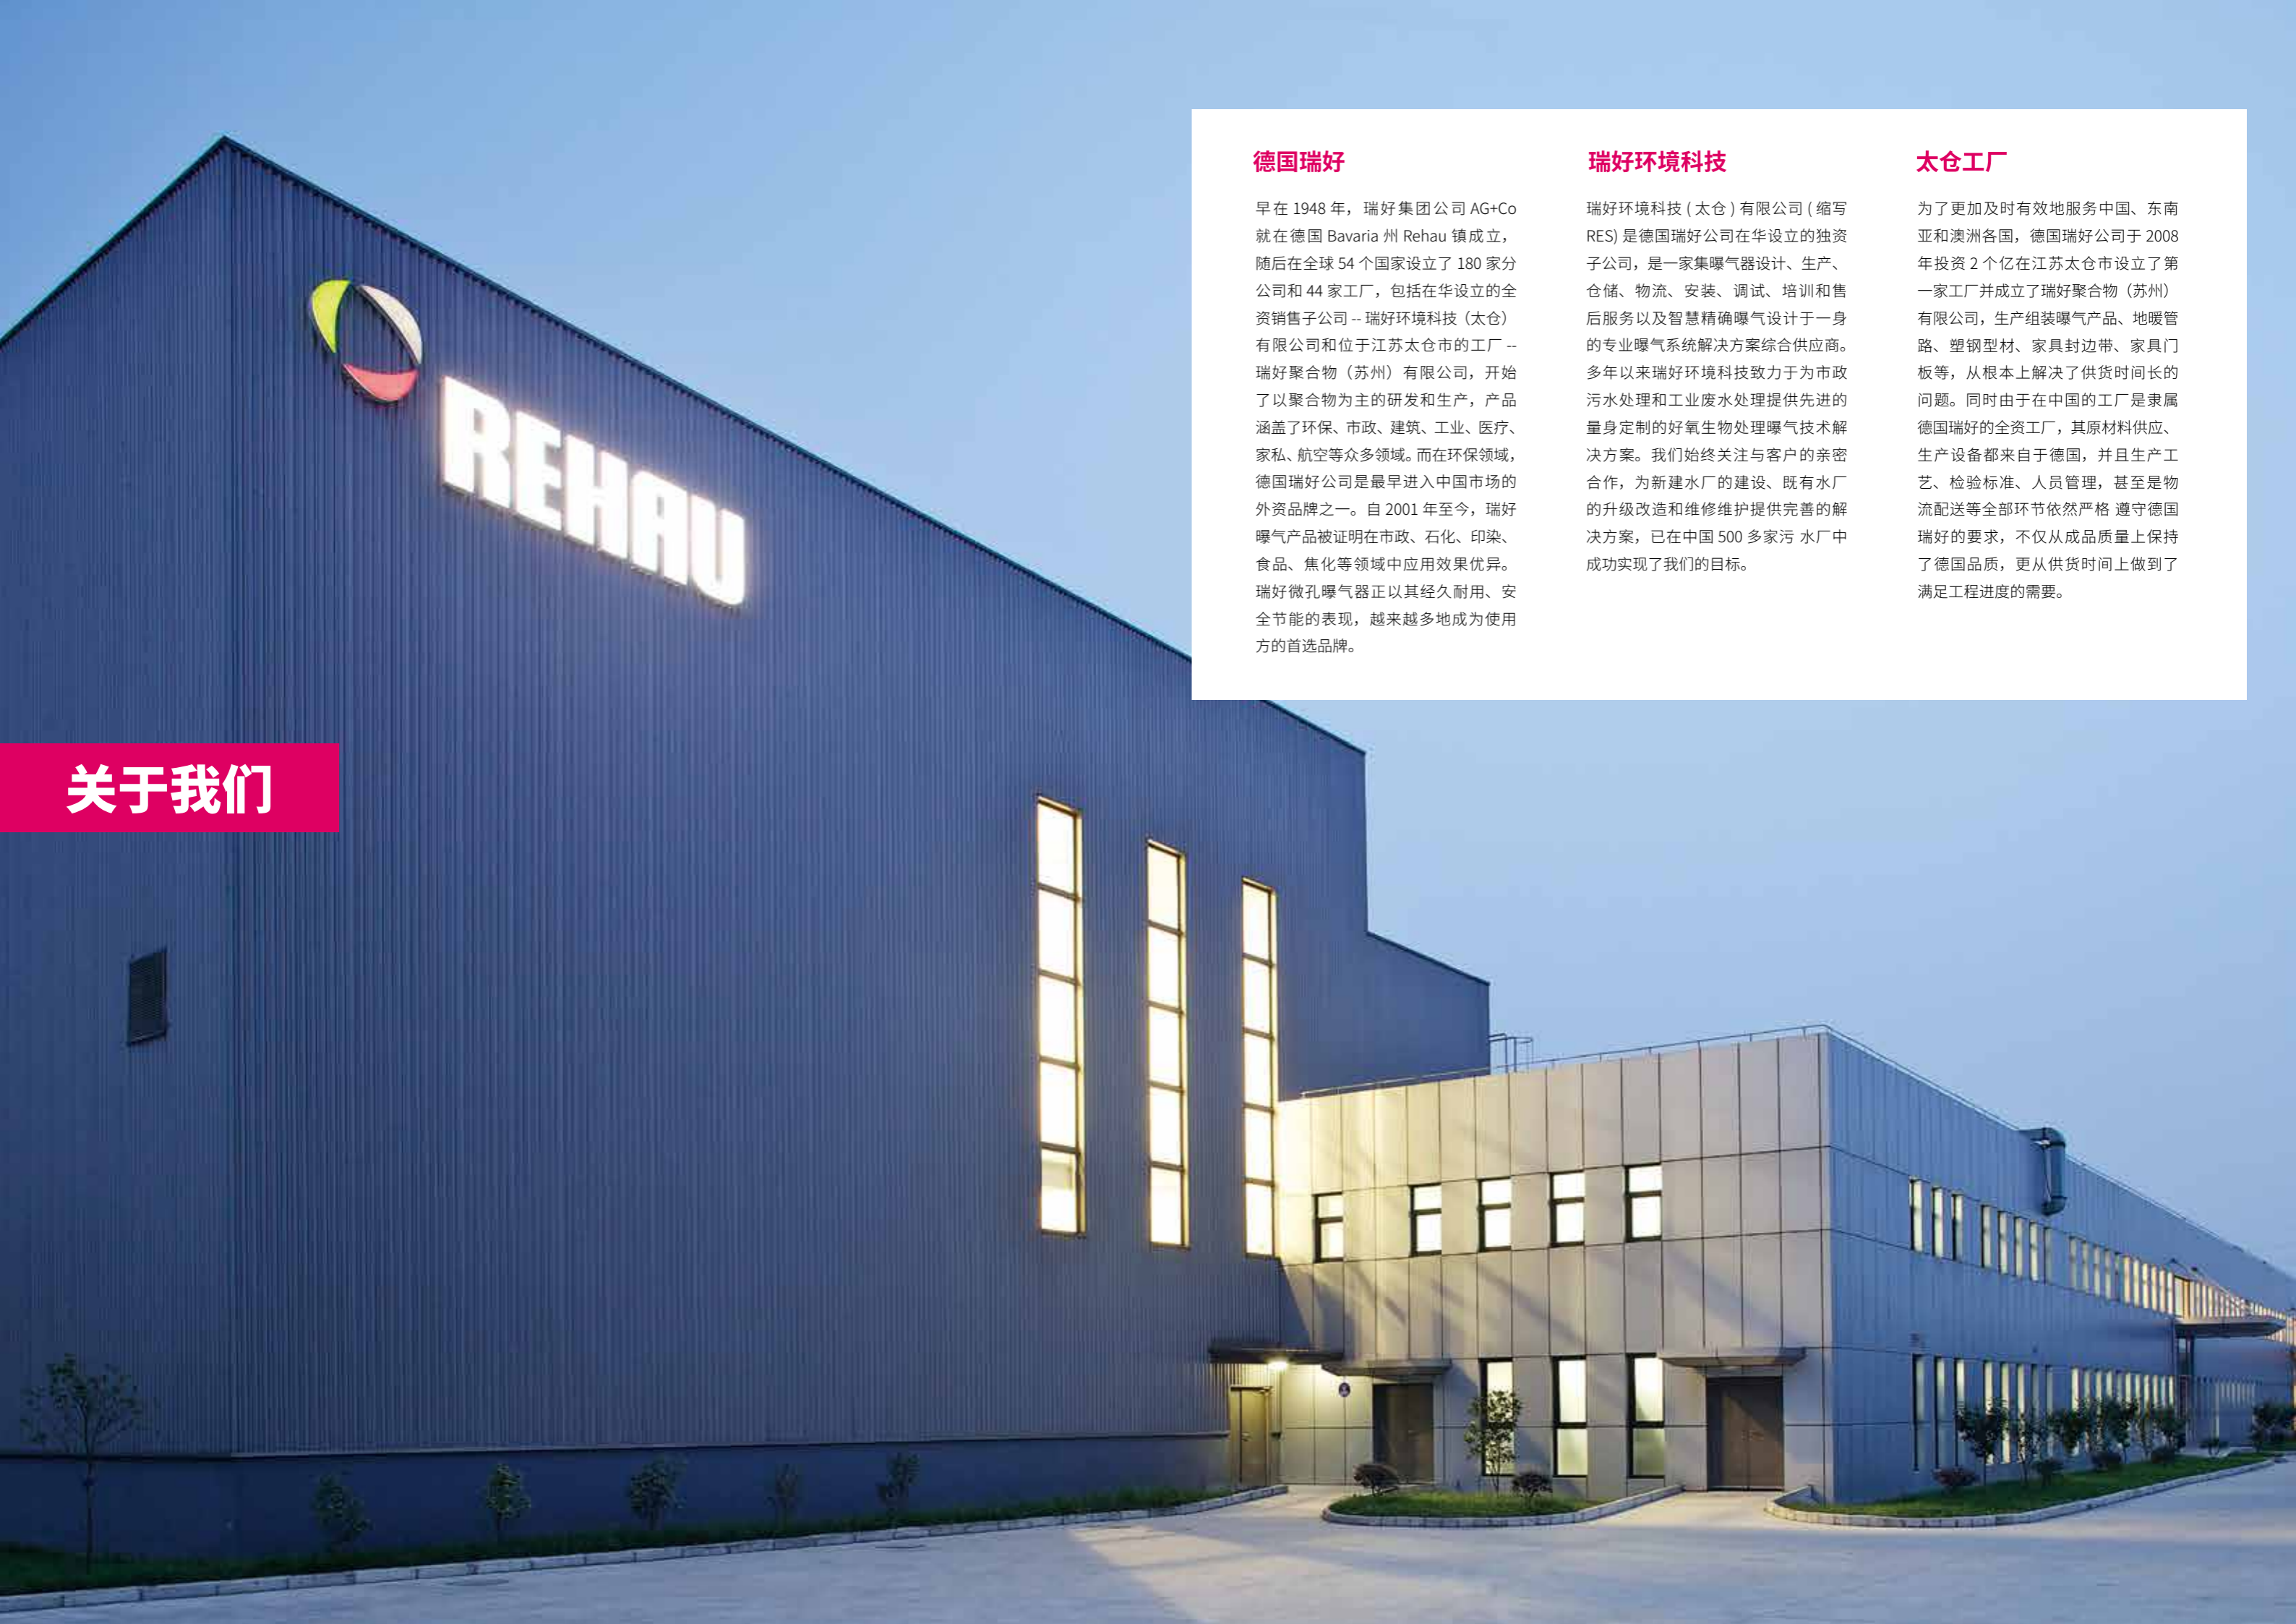 REHAU
关于我们
德国瑞好
早在 1948 年，瑞好集团公司 AG+Co
就在德国 Bavaria 州 Rehau 镇成立，
随后在全球 54 个国家设立了 180 家分
公司和 44 家工厂，包括在华设立的全
资销售子公司 -- 瑞好环境科技（太仓）
有限公司和位于江苏太仓市的工厂 --
瑞好聚合物（苏州）有限公司，开始
了以聚合物为主的研发和生产，产品
涵盖了环保、市政、建筑、工业、医疗、
家私、航空等众多领域。而在环保领域，
德国瑞好公司是最早进入中国市场的
外资品牌之一。自 2001 年至今，瑞好
曝气产品被证明在市政、石化、印染、
食品、焦化等领域中应用效果优异。
瑞好微孔曝气器正以其经久耐用、安
全节能的表现，越来越多地成为使用
方的首选品牌。
瑞好环境科技
瑞好环境科技 ( 太仓 ) 有限公司 ( 缩写
RES) 是德国瑞好公司在华设立的独资
子公司，是一家集曝气器设计、生产、
仓储、物流、安装、调试、培训和售
后服务以及智慧精确曝气设计于一身
的专业曝气系统解决方案综合供应商。
多年以来瑞好环境科技致力于为市政
污水处理和工业废水处理提供先进的
量身定制的好氧生物处理曝气技术解
决方案。我们始终关注与客户的亲密
合作，为新建水厂的建设、既有水厂
的升级改造和维修维护提供完善的解
决方案，已在中国 500 多家污 水厂中
成功实现了我们的目标。
太仓工厂
为了更加及时有效地服务中国、东南
亚和澳洲各国，德国瑞好公司于 2008
年投资 2 个亿在江苏太仓市设立了第
一家工厂并成立了瑞好聚合物（苏州）
有限公司，生产组装曝气产品、地暖管
路、塑钢型材、家具封边带、家具门
板等，从根本上解决了供货时间长的
问题。同时由于在中国的工厂是隶属
德国瑞好的全资工厂，其原材料供应、
生产设备都来自于德国，并且生产工
艺、检验标准、人员管理，甚至是物
流配送等全部环节依然严格 遵守德国
瑞好的要求，不仅从成品质量上保持
了德国品质，更从供货时间上做到了
满足工程进度的需要。